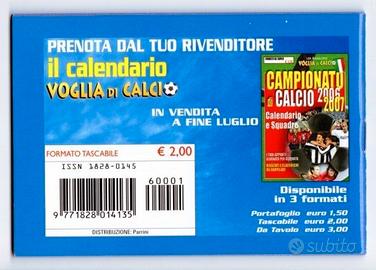 PRENOTA DAL TUO RIVENDITORE
il calendario
VOGLIA DI CALCIO
IN VENDITA
A FINE LUGLIO
FORMATO TASCABILE
€ 2,00
ISSN 1828-0145
60001
9 771828 014135
DISTRIBUZIONE: Parrini
VOGLIA DI CALCIO
CAMPIONATO
di CALCIO 2006
2007
Calendario
e Squadre
Disponibile
in 3 formati
Portafoglio euro 1,50
Tascabile euro 2,00
Da Tavolo euro 3,00
subito